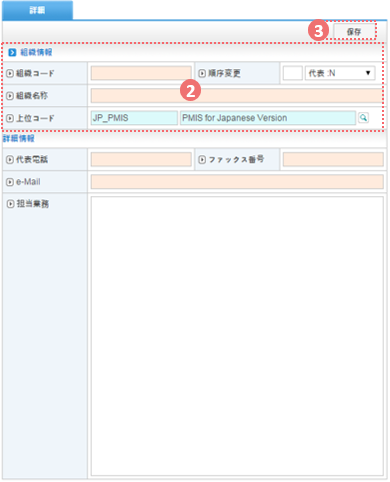 詳細
3 保存
組織情報
組織コード 順序変更 代表 :N
組織名称
2
上位コード JP_PMIS PMIS for Japanese Version
詳細情報
代表電話 ファックス番号
e-Mail
担当業務